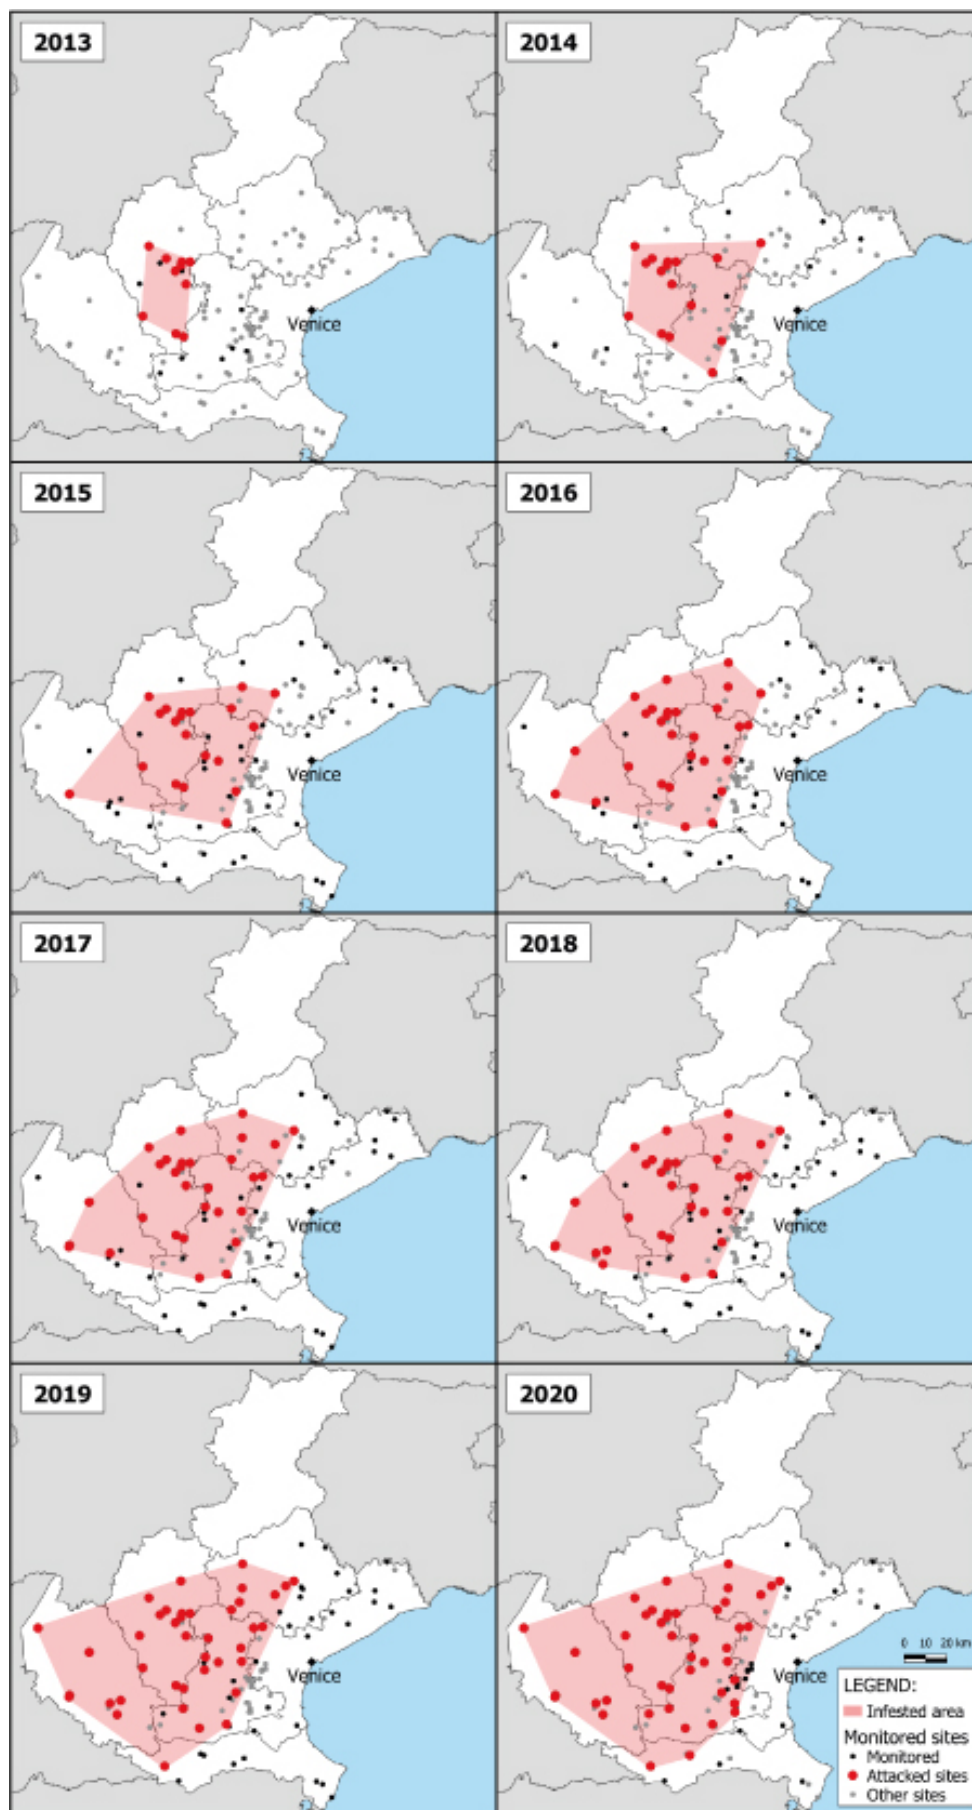 2013
2014
Venice
Venice
2015
2016
Venice
Venice
2017
2018
Venice
Venice
2019
2020
Venice
Venice
0 10 20 km
LEGEND:
Infested area
Monitored sites
Monitored
Attacked sites
Other sites